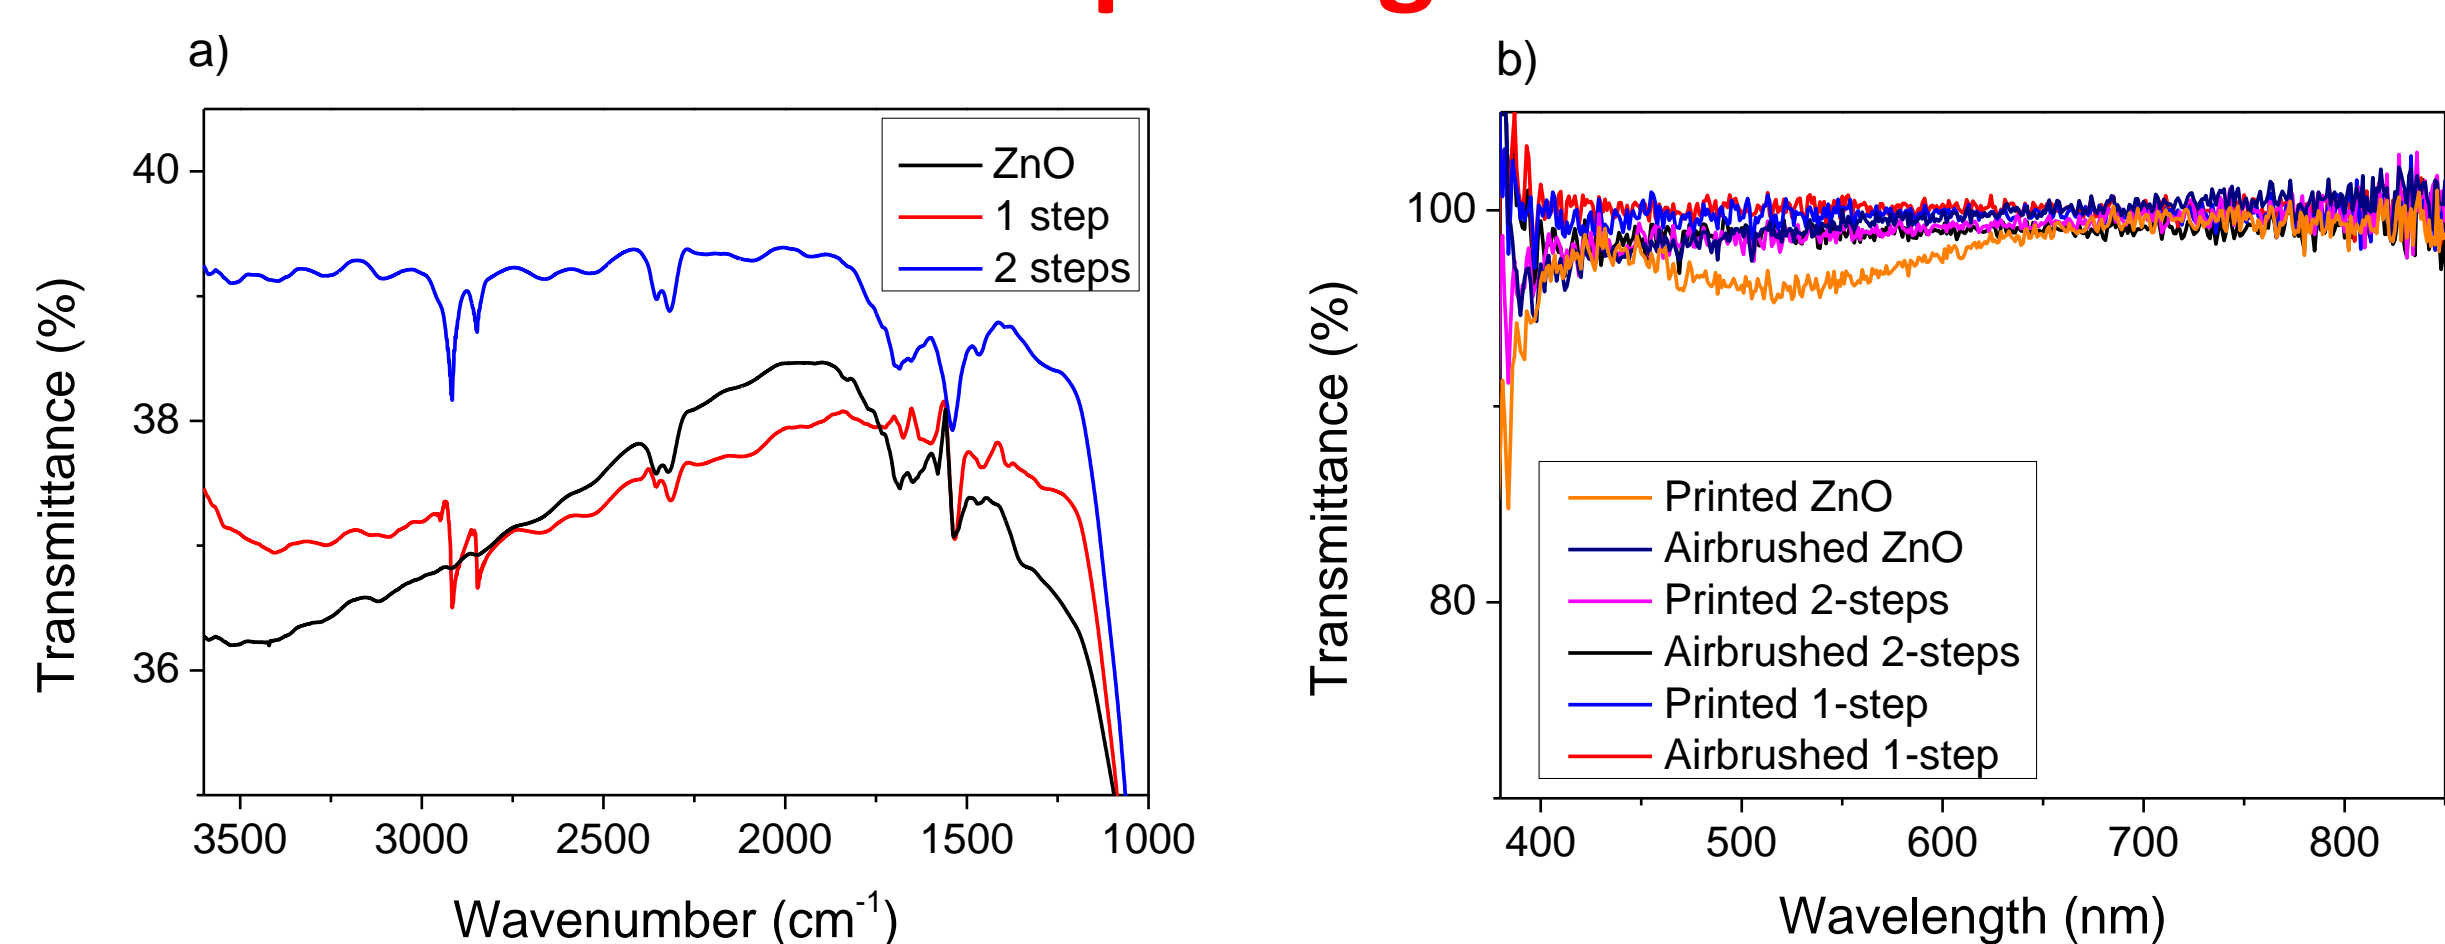 a)
40
38
36
Transmittance (%)
ZnO
1 step
2 steps
3500 3000 2500 2000 1500 1000
Wavenumber (cm⁻¹)
b)
100
80
Transmittance (%)
Printed ZnO
Airbrushed ZnO
Printed 2-steps
Airbrushed 2-steps
Printed 1-step
Airbrushed 1-step
400 500 600 700 800
Wavelength (nm)